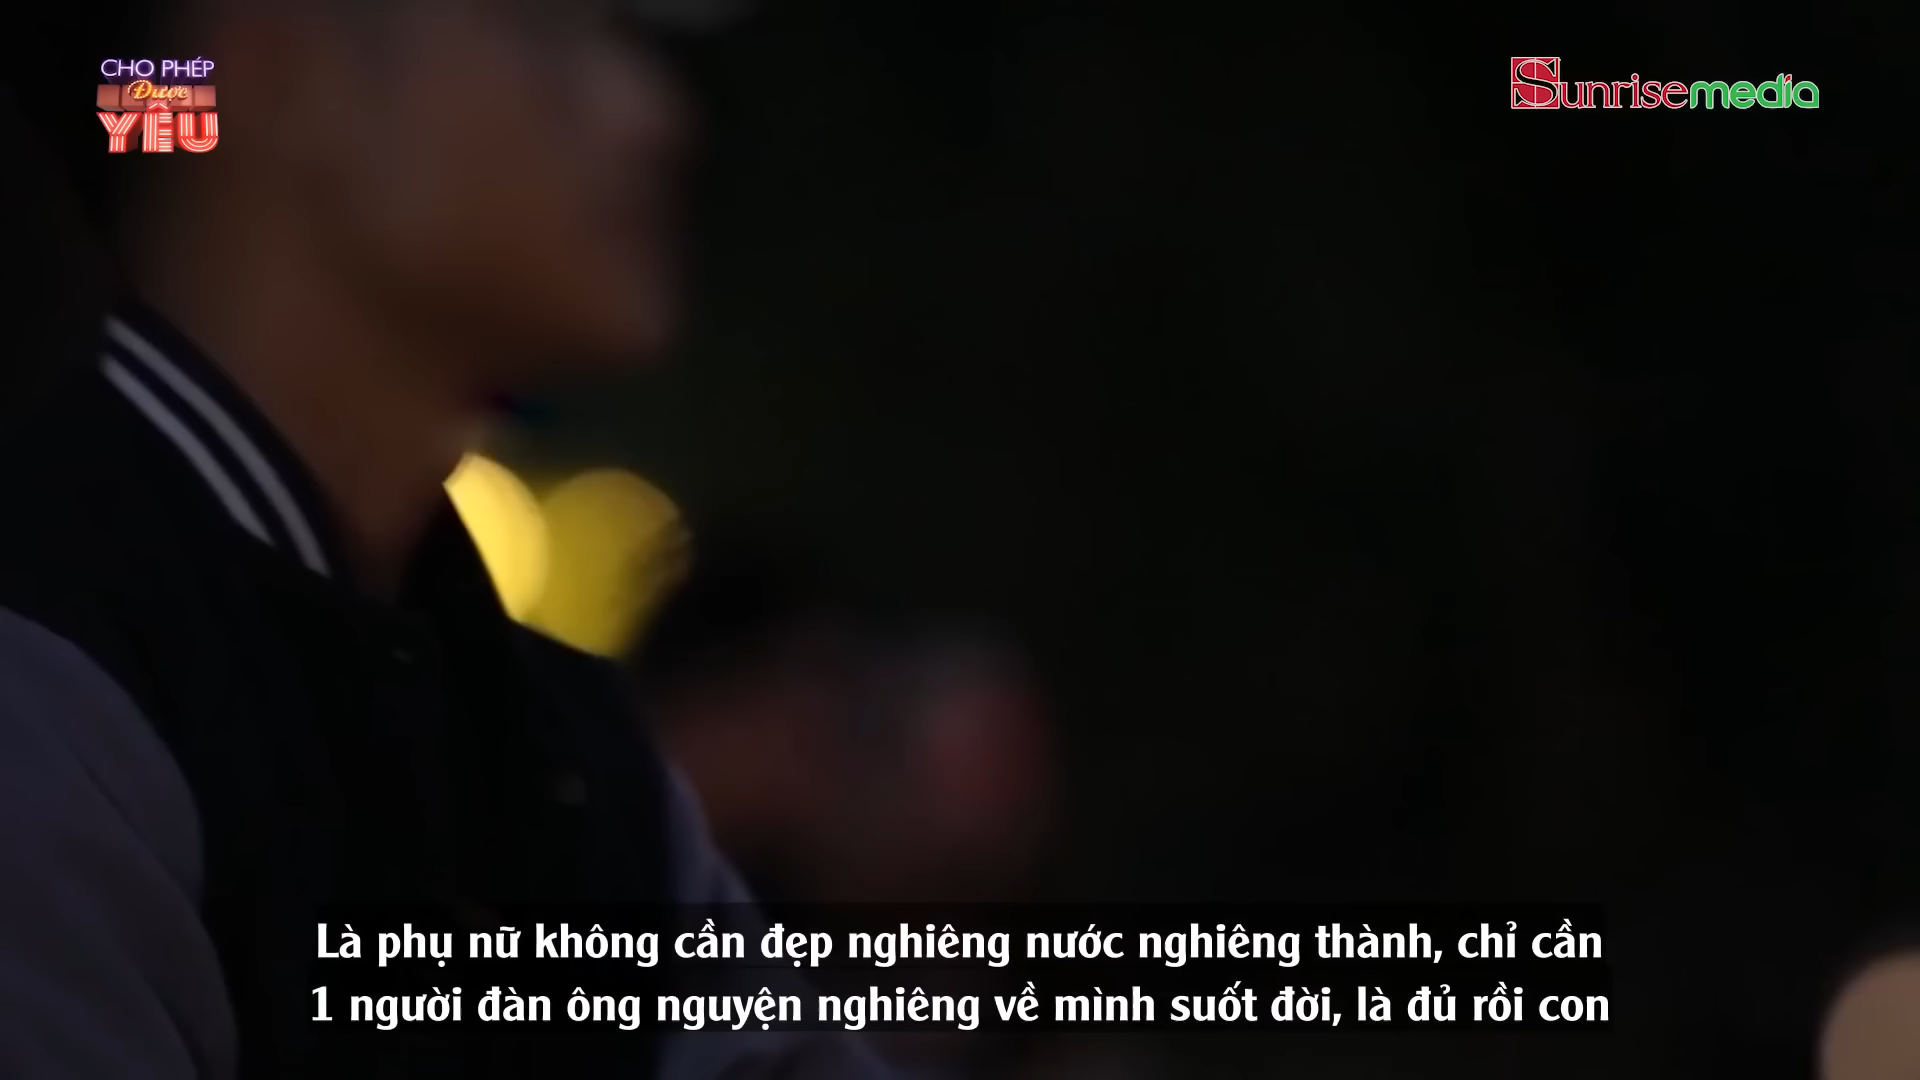 CHO PHÉP
Được
YÊU
Sunrisemedia
Là phụ nữ không cần đẹp nghiêng nước nghiêng thành, chỉ cần
1 người đàn ông nguyện nghiêng về mình suốt đời, là đủ rồi con